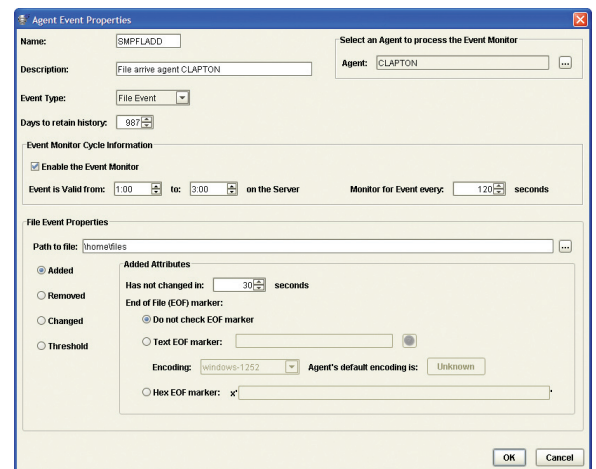 Agent Event Properties
Name: SMPFLADD
Select an Agent to process the Event Monitor
Agent: CLAPTON ...
Description: File arrive agent CLAPTON
Event Type: File Event
Days to retain history: 987
Event Monitor Cycle Information
Enable the Event Monitor
Event is Valid from: 1:00 to: 3:00 on the Server Monitor for Event every: 120 seconds
File Event Properties
Path to file: \home\files ...
Added
Removed
Changed
Threshold
Added Attributes
Has not changed in: 30 seconds
End of File (EOF) marker:
Do not check EOF marker
Text EOF marker:
Encoding: windows-1252 Agent's default encoding is: Unknown
Hex EOF marker: x' '
OK Cancel